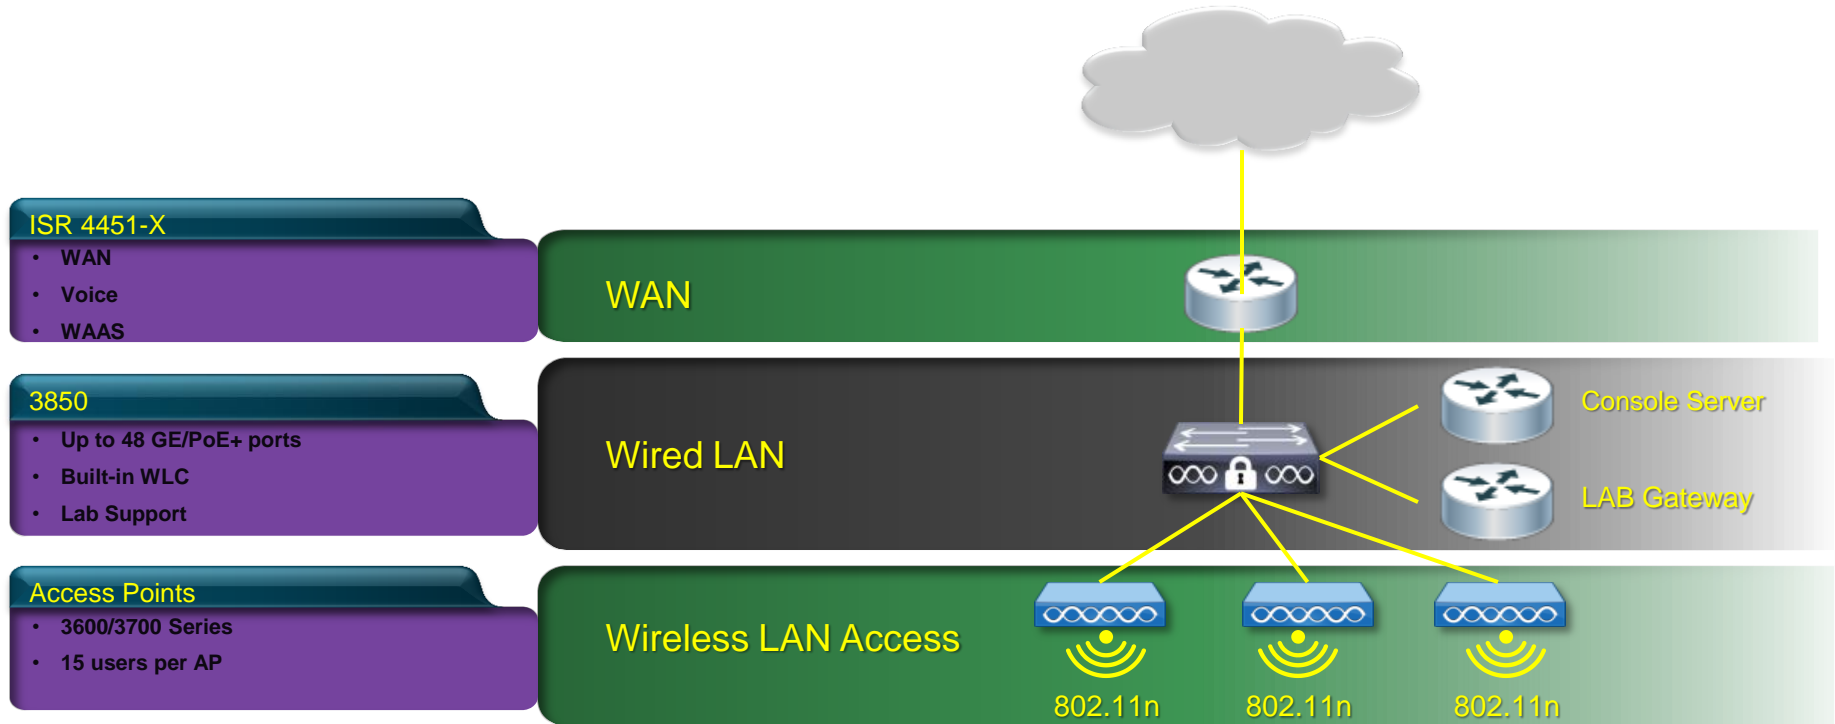 ISR 4451-X
• WAN
• Voice
• WAAS
WAN
3850
• Up to 48 GE/PoE+ ports
• Built-in WLC
• Lab Support
Wired LAN
Console Server
LAB Gateway
Access Points
• 3600/3700 Series
• 15 users per AP
Wireless LAN Access
802.11n
802.11n
802.11n